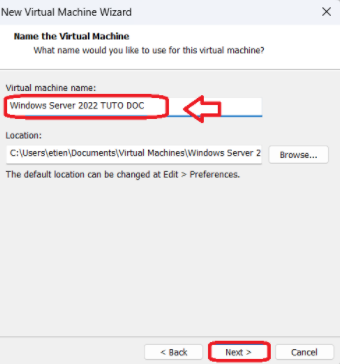 New Virtual Machine Wizard
Name the Virtual Machine
What name would you like to use for this virtual machine?
Virtual machine name:
Windows Server 2022 TUTO DOC
Location:
C:\Users\etien\Documents\Virtual Machines\Windows Server 2
Browse...
The default location can be changed at Edit > Preferences.
< Back
Next >
Cancel